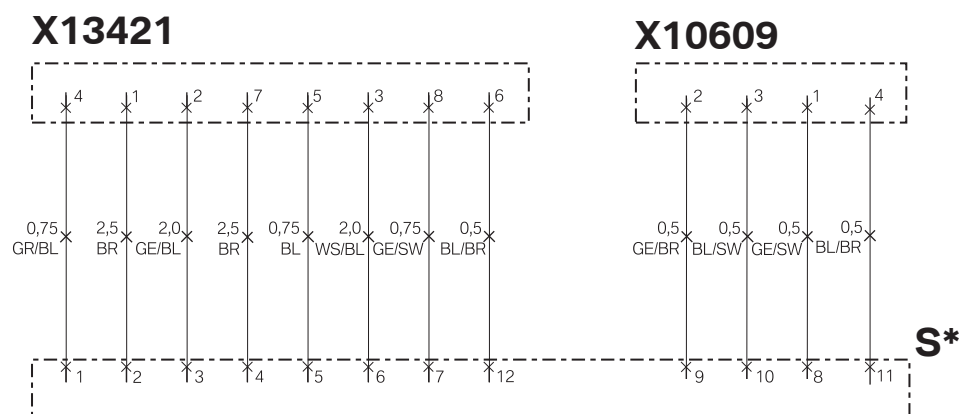 X13421
X10609
4 1 2 7 5 3 8 6
2 3 1 4
0,75 2,5 2,0 2,5 0,75 2,0 0,75 0,5
GR/BL BR GE/BL BR BL WS/BL GE/SW BL/BR
0,5 0,5 0,5 0,5
GE/BR BL/SW GE/SW BL/BR
S*
1 2 3 4 5 6 7 12
9 10 8 11